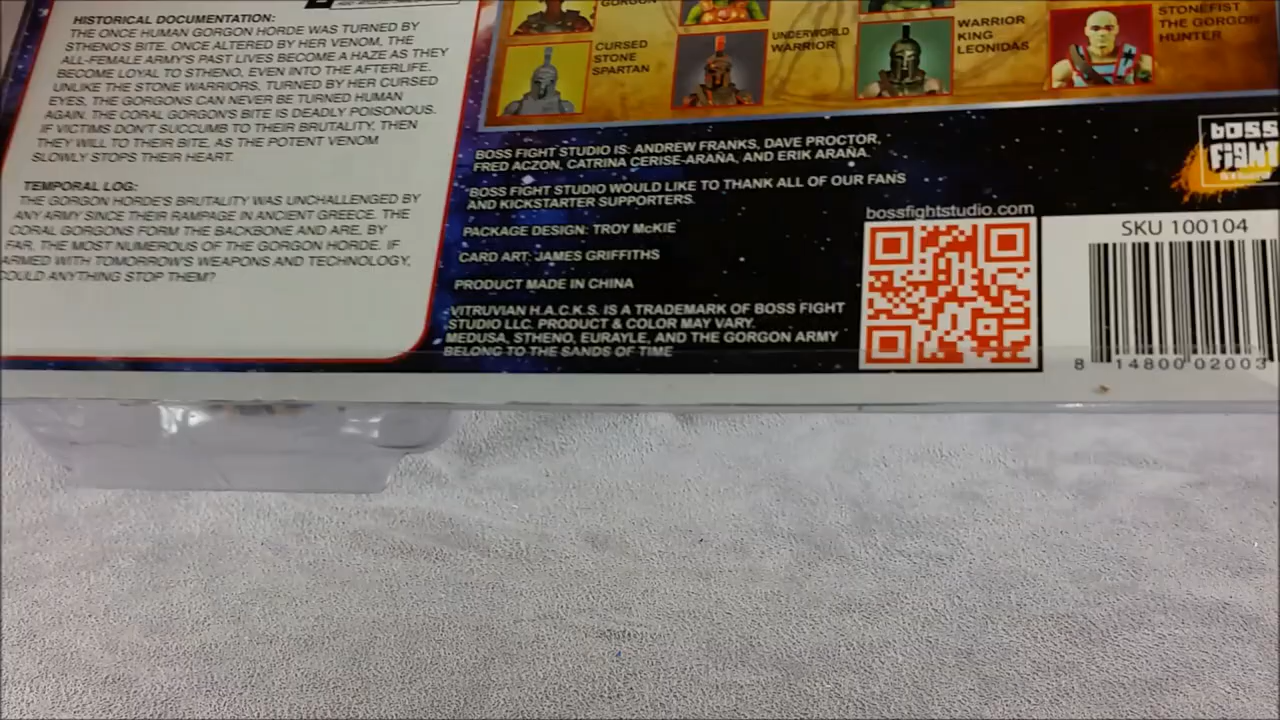 HISTORICAL DOCUMENTATION:
THE ONCE HUMAN GORGON HORDE WAS TURNED BY
STHENO'S BITE. ONCE ALTERED BY HER VENOM, THE
ALL-FEMALE ARMY'S PAST LIVES BECOME A HAZE AS THEY
BECOME LOYAL TO STHENO, EVEN INTO THE AFTERLIFE.
UNLIKE THE STONE WARRIORS, TURNED BY HER CURSED
EYES, THE GORGONS CAN NEVER BE TURNED HUMAN
AGAIN. THE CORAL GORGON'S BITE IS DEADLY POISONOUS.
IF VICTIMS DON'T SUCCUMB TO THEIR BRUTALITY, THEN
THEY WILL TO THEIR BITE, AS THE POTENT VENOM
SLOWLY STOPS THEIR HEART.
TEMPORAL LOG:
THE GORGON HORDE'S BRUTALITY WAS UNCHALLENGED BY
ANY ARMY SINCE THEIR RAMPAGE IN ANCIENT GREECE. THE
CORAL GORGONS FORM THE BACKBONE AND ARE, BY
FAR, THE MOST NUMEROUS OF THE GORGON HORDE. IF
ARMED WITH TOMORROW'S WEAPONS AND TECHNOLOGY,
COULD ANYTHING STOP THEM?
GORGON
CURSED
STONE
SPARTAN
UNDERWORLD
WARRIOR
WARRIOR
KING
LEONIDAS
STONEFIST
THE GORGON
HUNTER
BOSS FIGHT STUDIO IS: ANDREW FRANKS, DAVE PROCTOR,
FRED ACZON, CATRINA CERISE-ARAÑA, AND ERIK ARAÑA.
BOSS FIGHT STUDIO WOULD LIKE TO THANK ALL OF OUR FANS
AND KICKSTARTER SUPPORTERS.
PACKAGE DESIGN: TROY McKIE
CARD ART: JAMES GRIFFITHS
PRODUCT MADE IN CHINA
VITRUVIAN H.A.C.K.S. IS A TRADEMARK OF BOSS FIGHT
STUDIO LLC. PRODUCT & COLOR MAY VARY.
MEDUSA, STHENO, EURAYLE, AND THE GORGON ARMY
BELONG TO THE SANDS OF TIME
bossfightstudio.com
BOSS
FIGHT
SKU 100104
8 14800 02003